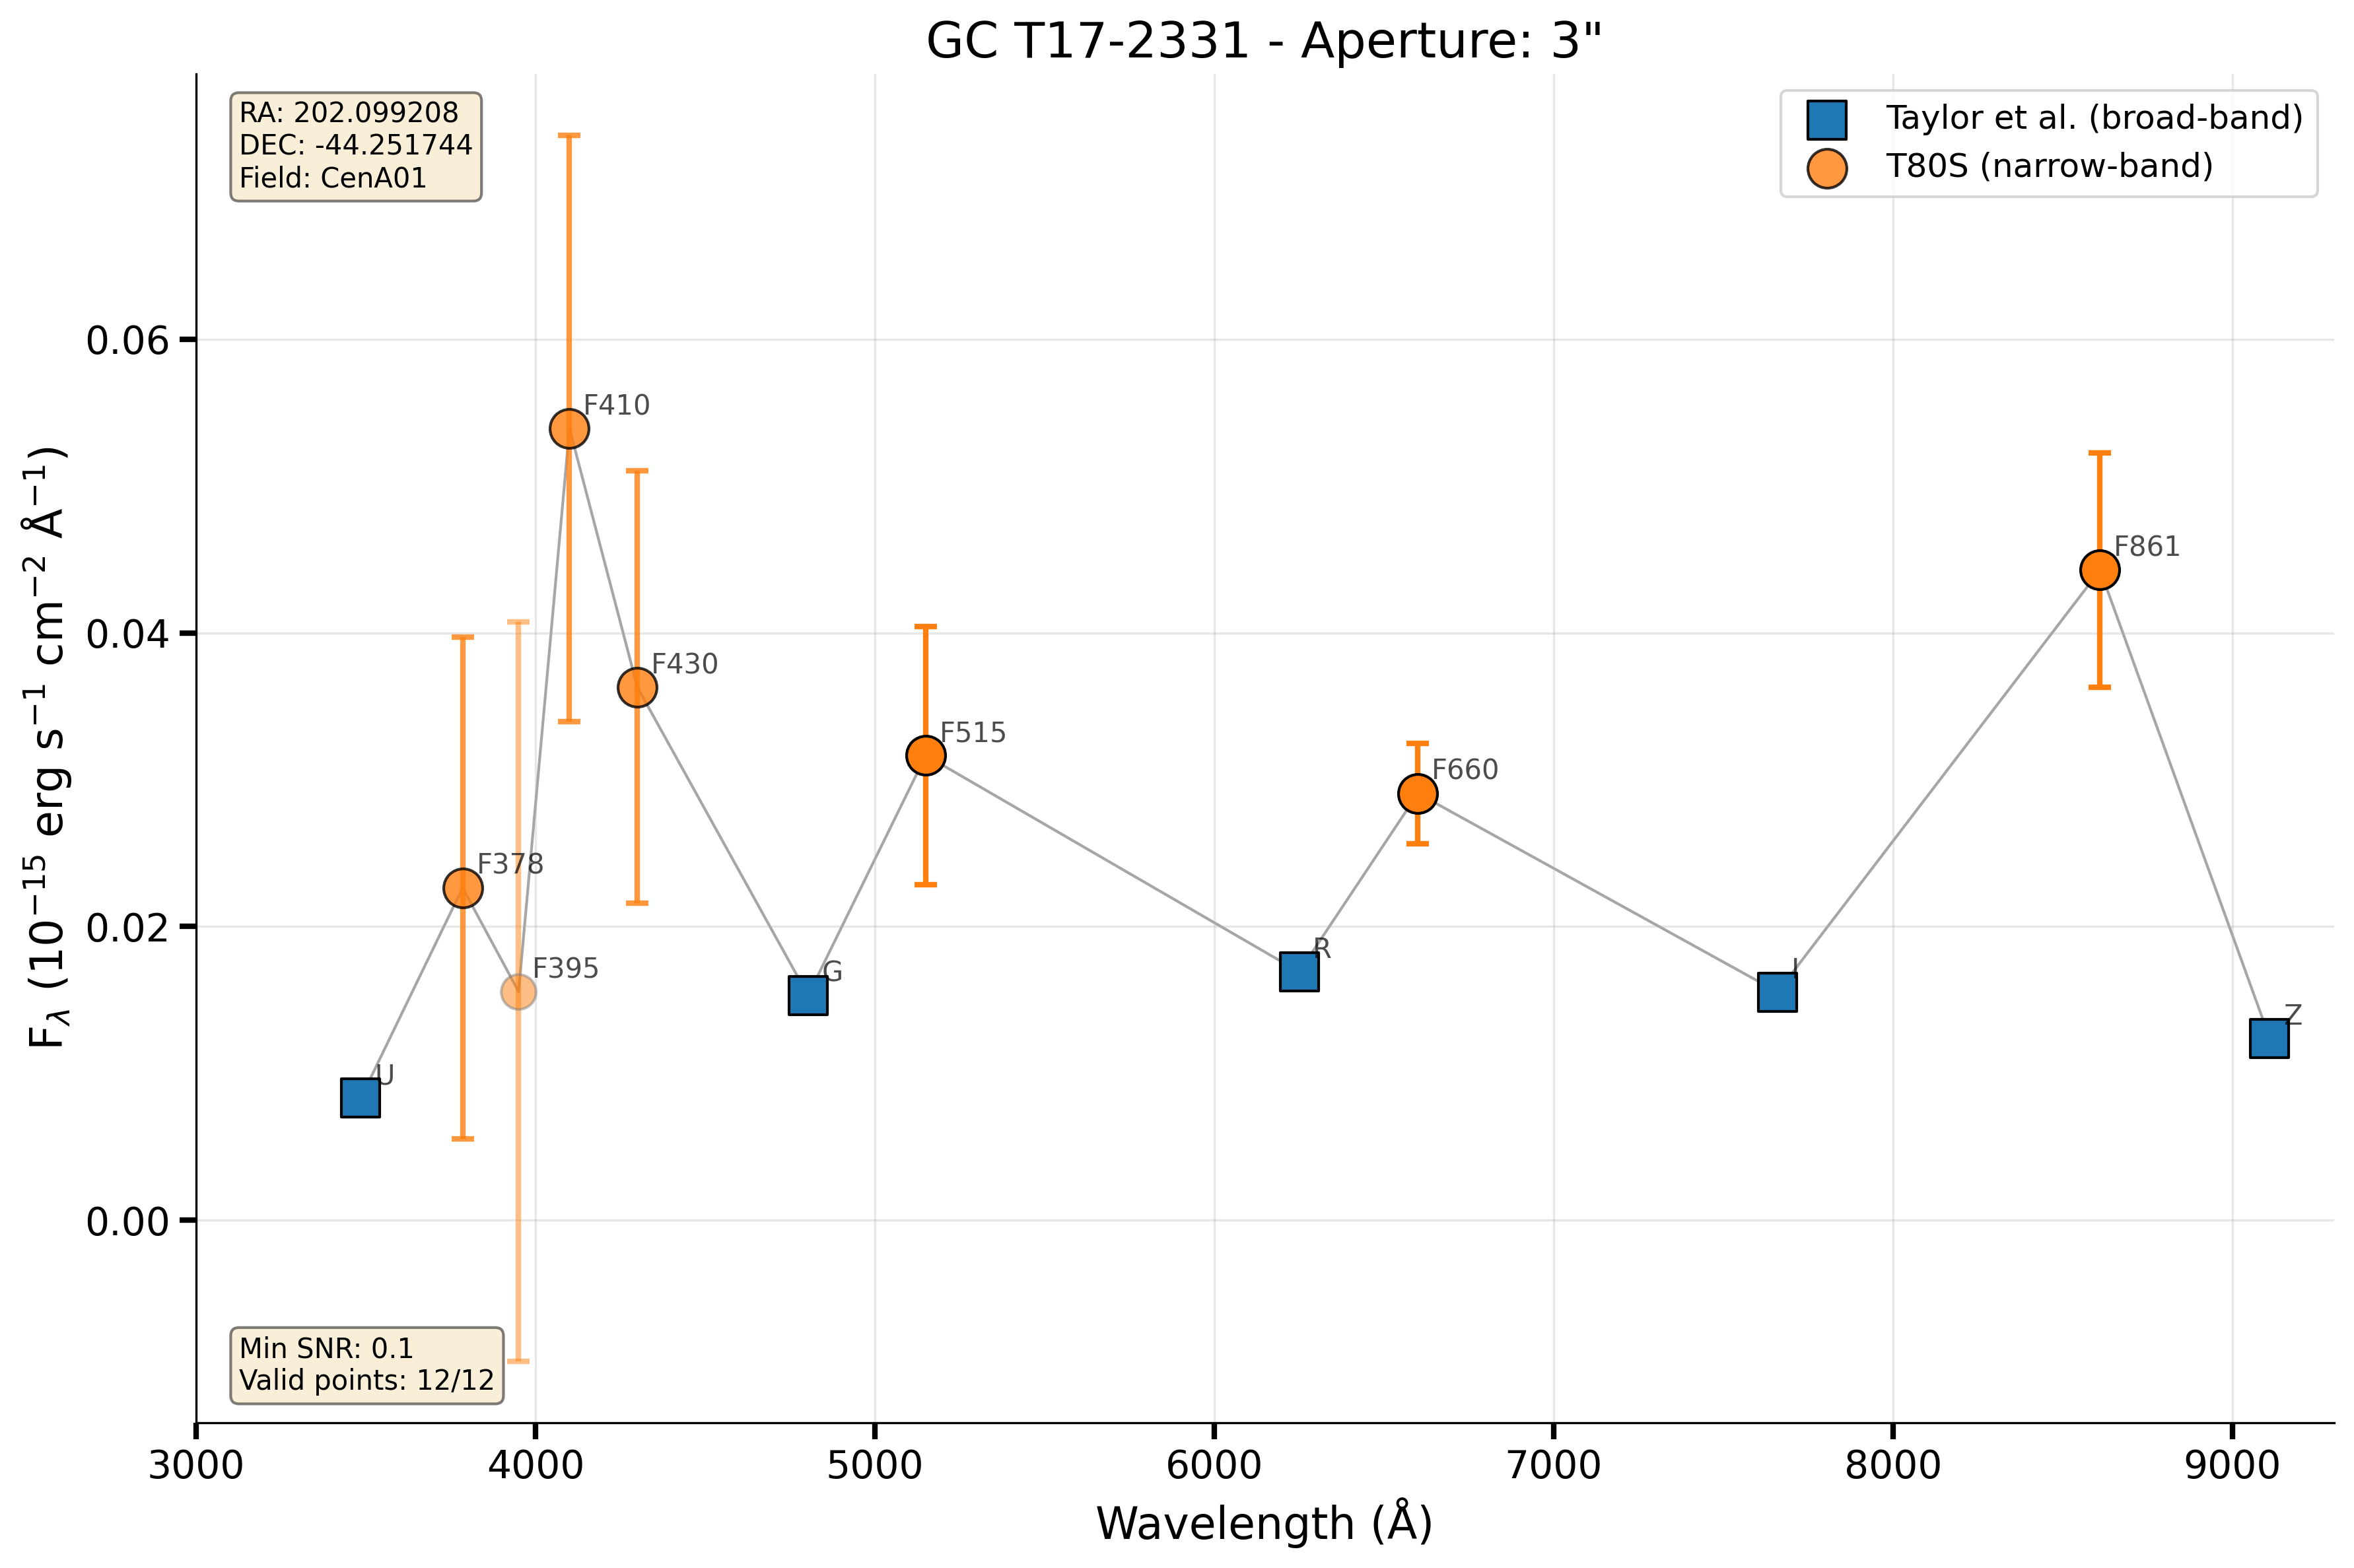 GC T17-2331 - Aperture: 3"
RA: 202.099208
DEC: -44.251744
Field: CenA01
Taylor et al. (broad-band)
T80S (narrow-band)
F410
F861
F430
F515
F660
F378
F395
G
R
I
Z
U
0.06
0.04
0.02
0.00
F_λ (10⁻¹⁵ erg s⁻¹ cm⁻² Å⁻¹)
Min SNR: 0.1
Valid points: 12/12
3000 4000 5000 6000 7000 8000 9000
Wavelength (Å)